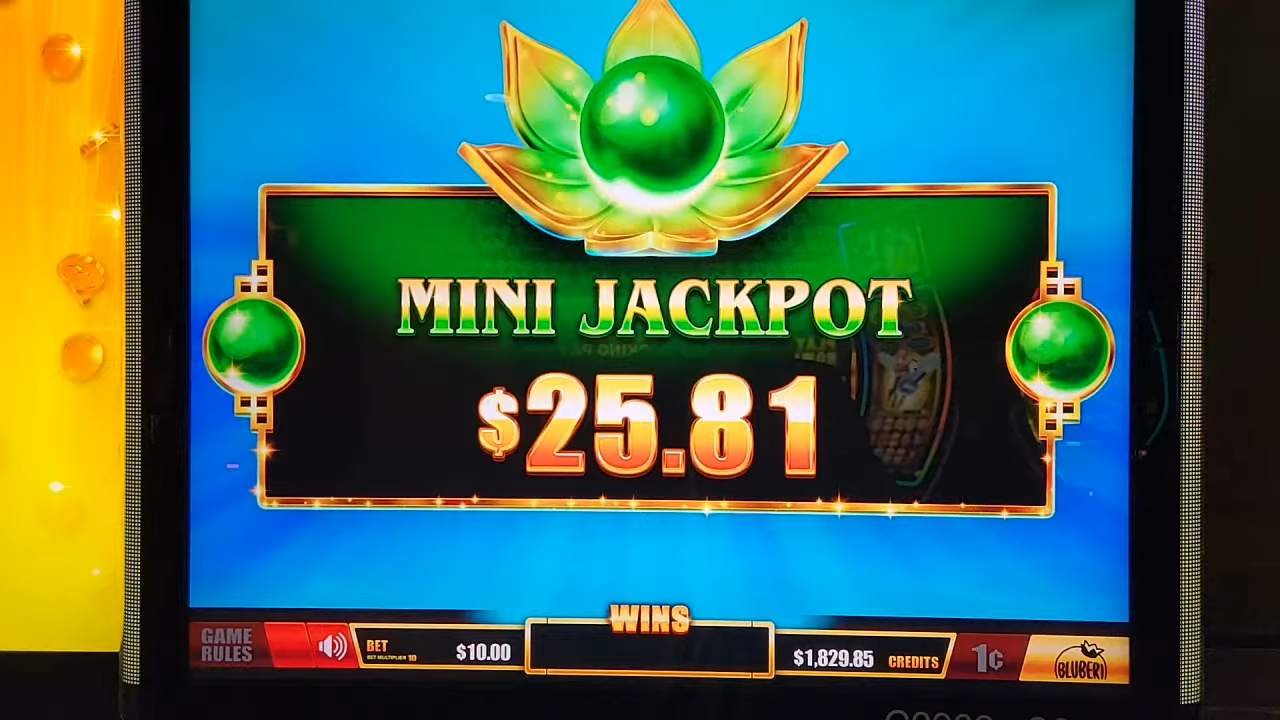 MINI JACKPOT
$25.81
WINS
GAME
RULES
BET
BET MULTIPLIER 10
$10.00
$1,829.85 CREDITS
1¢
BLUBERI